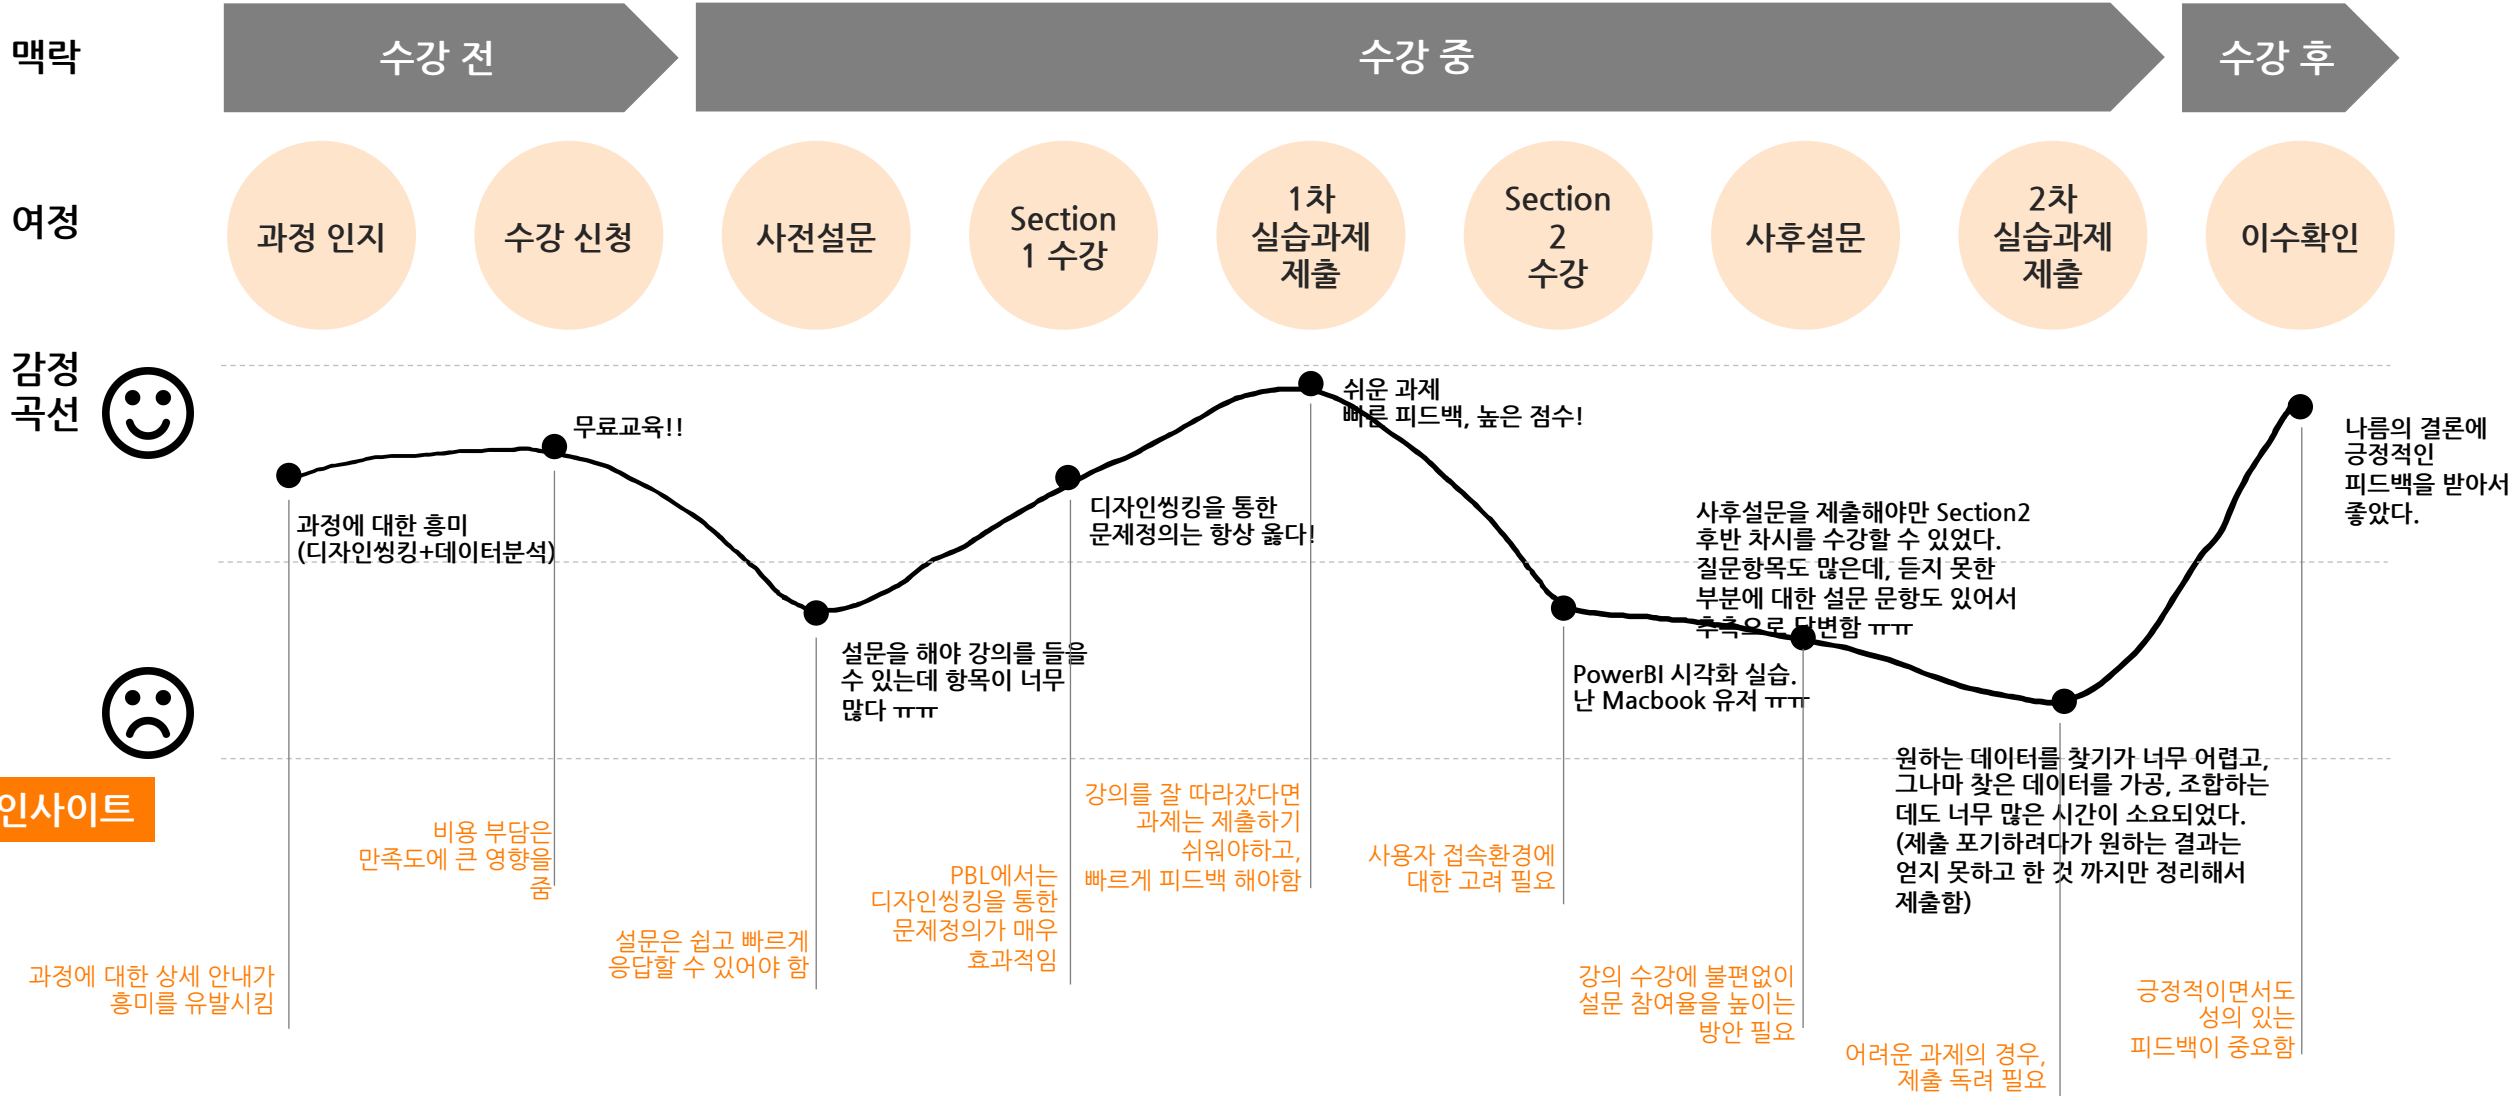 맥락
수강 전
수강 중
수강 후
여정
과정 인지
수강 신청
사전설문
Section
1 수강
1차
실습과제
제출
Section
2
수강
사후설문
2차
실습과제
제출
이수확인
감정
곡선
과정에 대한 흥미
(디자인씽킹+데이터분석)
무료교육!!
설문을 해야 강의를 들을
수 있는데 항목이 너무
많다 ㅠㅠ
디자인씽킹을 통한
문제정의는 항상 옳다!
쉬운 과제
빠른 피드백, 높은 점수!
PowerBI 시각화 실습.
난 Macbook 유저 ㅠㅠ
사후설문을 제출해야만 Section2
후반 차시를 수강할 수 있었다.
질문항목도 많은데, 듣지 못한
부분에 대한 설문 문항도 있어서
추측으로 답변함 ㅠㅠ
원하는 데이터를 찾기가 너무 어렵고,
그나마 찾은 데이터를 가공, 조합하는
데도 너무 많은 시간이 소요되었다.
(제출 포기하려다가 원하는 결과는
얻지 못하고 한 것 까지만 정리해서
제출함)
나름의 결론에
긍정적인
피드백을 받아서
좋았다.
인사이트
과정에 대한 상세 안내가
흥미를 유발시킴
비용 부담은
만족도에 큰 영향을
줌
설문은 쉽고 빠르게
응답할 수 있어야 함
PBL에서는
디자인씽킹을 통한
문제정의가 매우
효과적임
강의를 잘 따라갔다면
과제는 제출하기
쉬워야하고,
빠르게 피드백 해야함
사용자 접속환경에
대한 고려 필요
강의 수강에 불편없이
설문 참여율을 높이는
방안 필요
어려운 과제의 경우,
제출 독려 필요
긍정적이면서도
성의 있는
피드백이 중요함